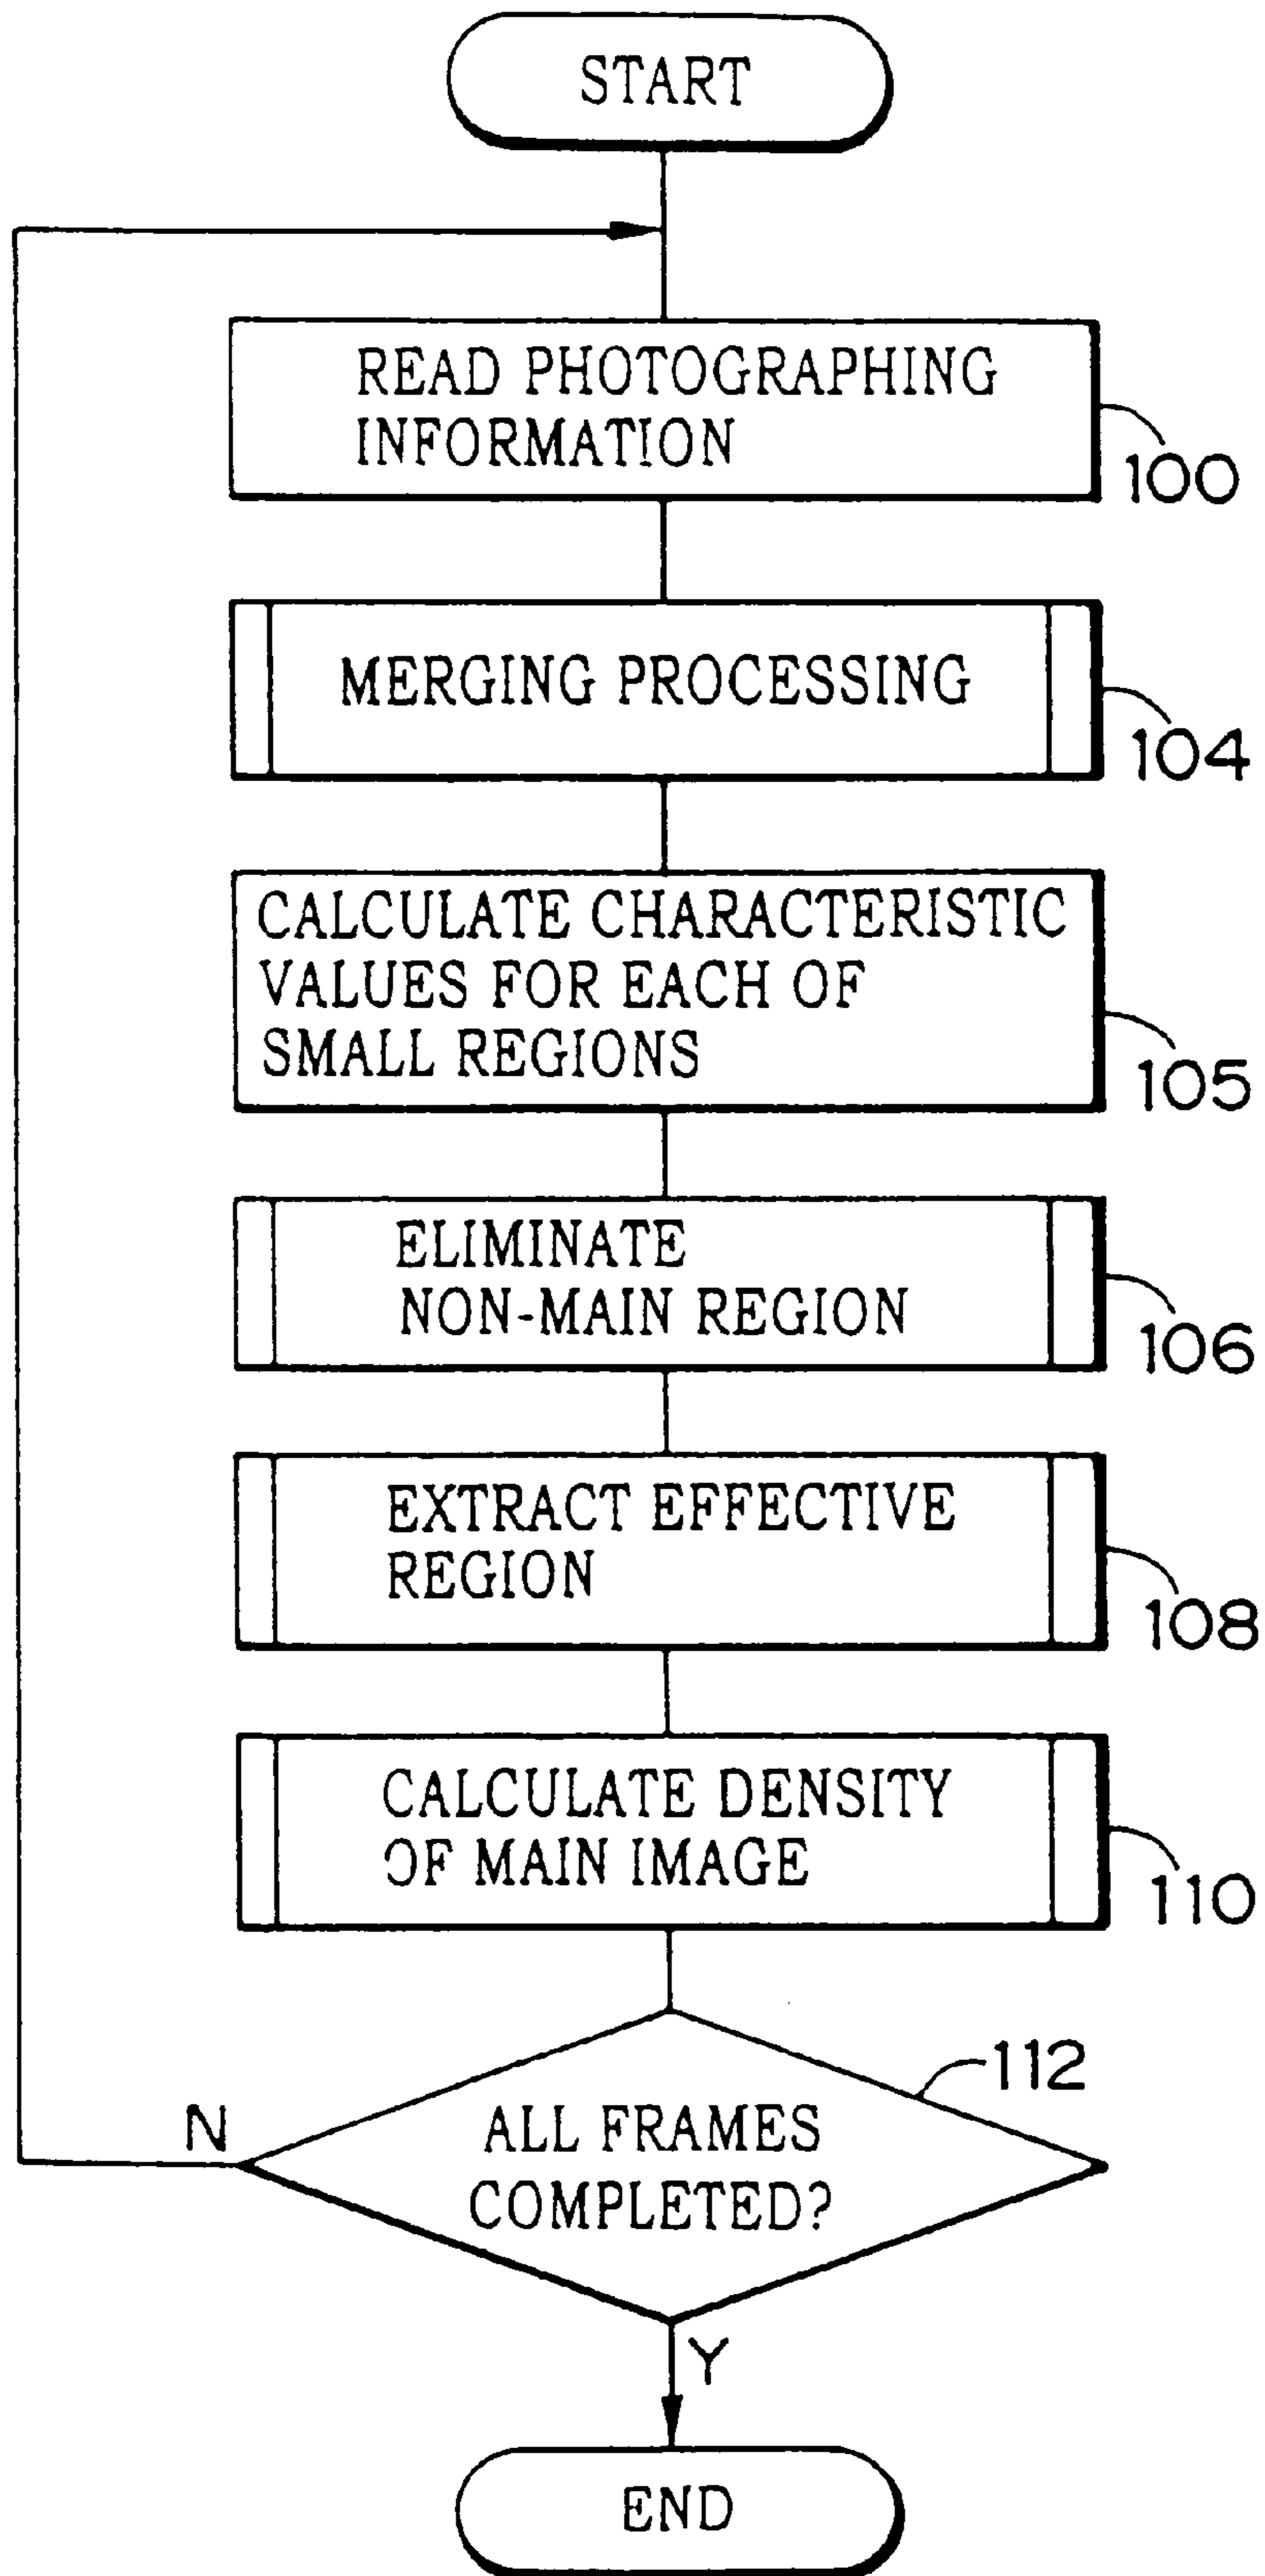 START
READ PHOTOGRAPHING
INFORMATION
100
MERGING PROCESSING
104
CALCULATE CHARACTERISTIC
VALUES FOR EACH OF
SMALL REGIONS
105
ELIMINATE
NON-MAIN REGION
106
EXTRACT EFFECTIVE
REGION
108
CALCULATE DENSITY
OF MAIN IMAGE
110
112
N
ALL FRAMES
COMPLETED?
Y
END